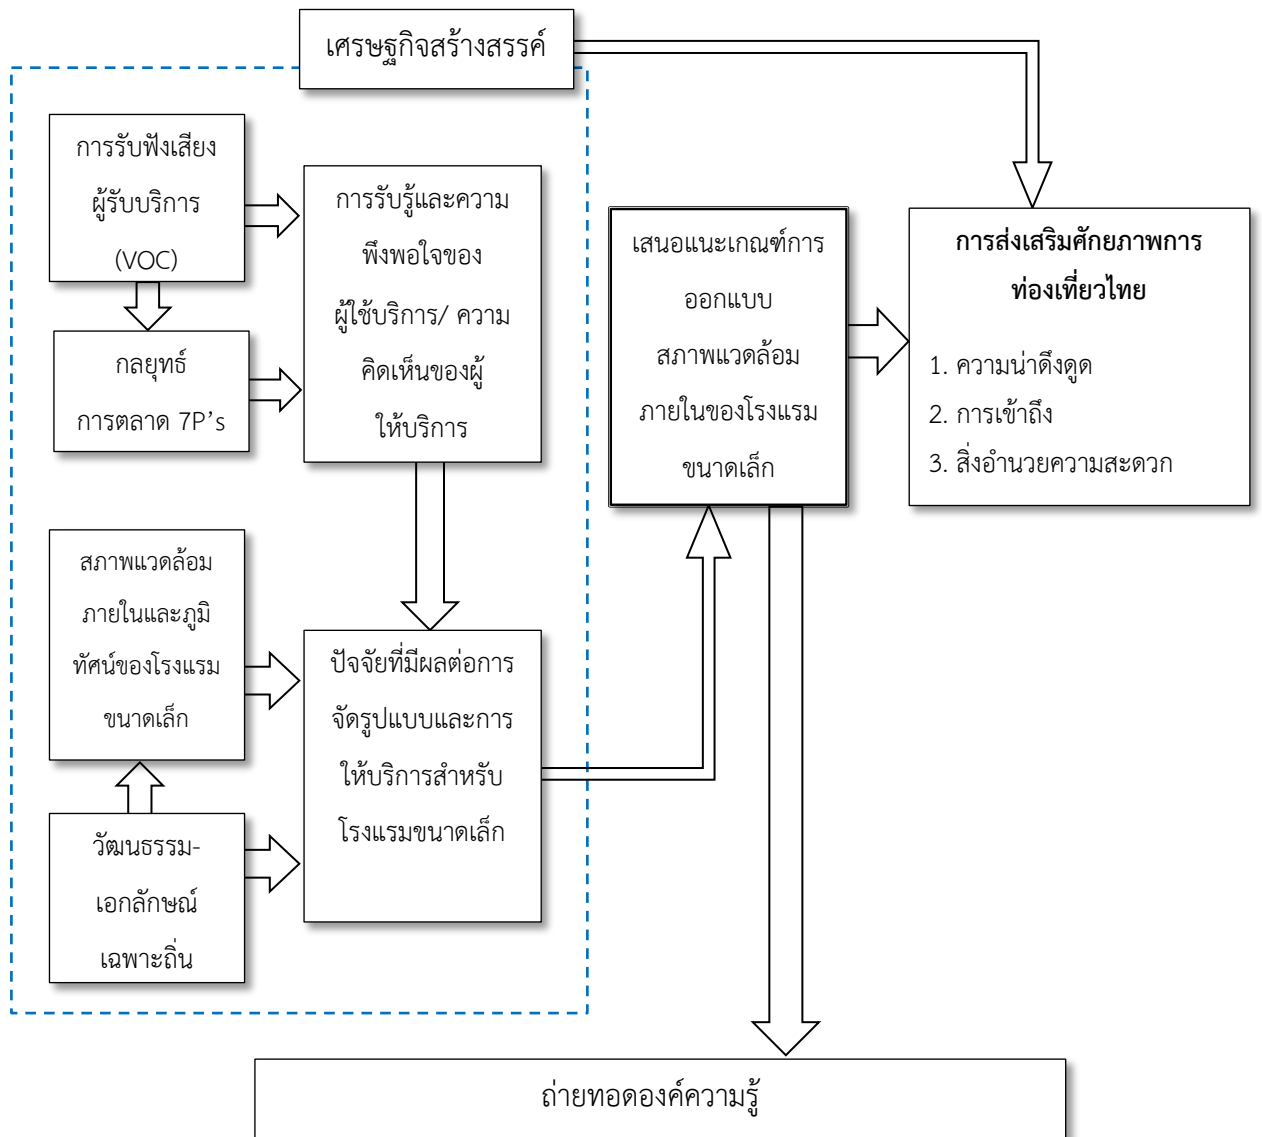 เศรษฐกิจสร้างสรรค์
การรับฟังเสียง
ผู้รับบริการ
(VOC)
กลยุทธ์
การตลาด 7P’s
การรับรู้และความ
พึงพอใจของ
ผู้ใช้บริการ/ ความ
คิดเห็นของผู้
ให้บริการ
สภาพแวดล้อม
ภายในและภูมิ
ทัศน์ของโรงแรม
ขนาดเล็ก
วัฒนธรรม-
เอกลักษณ์
เฉพาะถิ่น
ปัจจัยที่มีผลต่อการ
จัดรูปแบบและการ
ให้บริการสำหรับ
โรงแรมขนาดเล็ก
เสนอแนะเกณฑ์การ
ออกแบบ
สภาพแวดล้อม
ภายในของโรงแรม
ขนาดเล็ก
การส่งเสริมศักยภาพการ
ท่องเที่ยวไทย
1. ความน่าดึงดูด
2. การเข้าถึง
3. สิ่งอำนวยความสะดวก
ถ่ายทอดองค์ความรู้